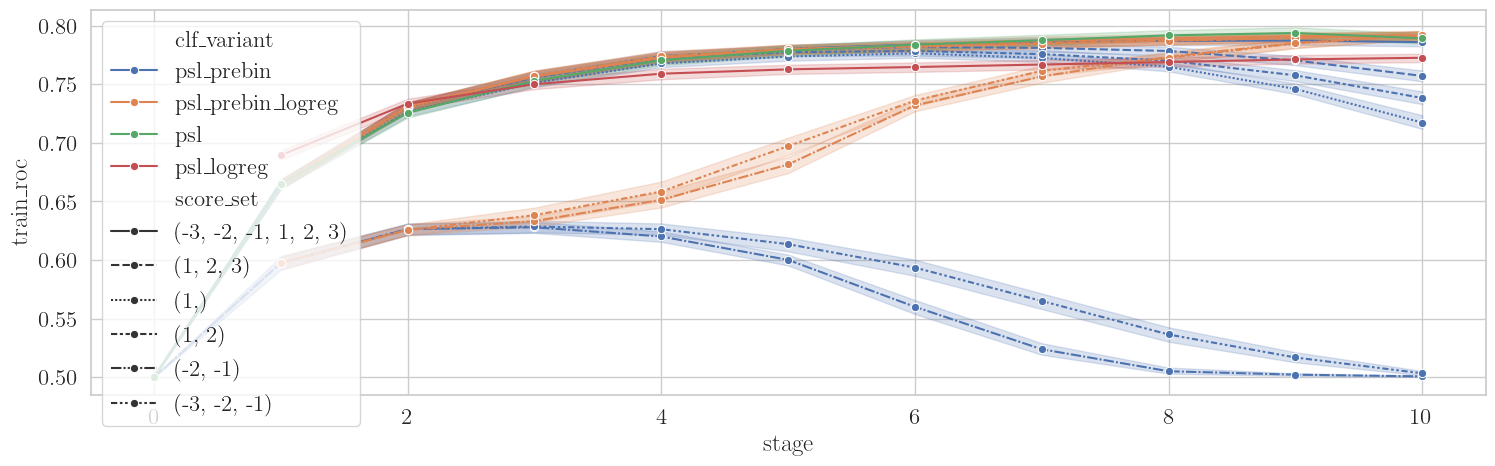 0.80
0.75
0.70
0.65
0.60
0.55
0.50
train_roc
clf_variant
psl_prebin
psl_prebin_logreg
psl
psl_logreg
score_set
(-3, -2, -1, 1, 2, 3)
(1, 2, 3)
(1,)
(1, 2)
(-2, -1)
(-3, -2, -1)
0 2 4 6 8 10
stage